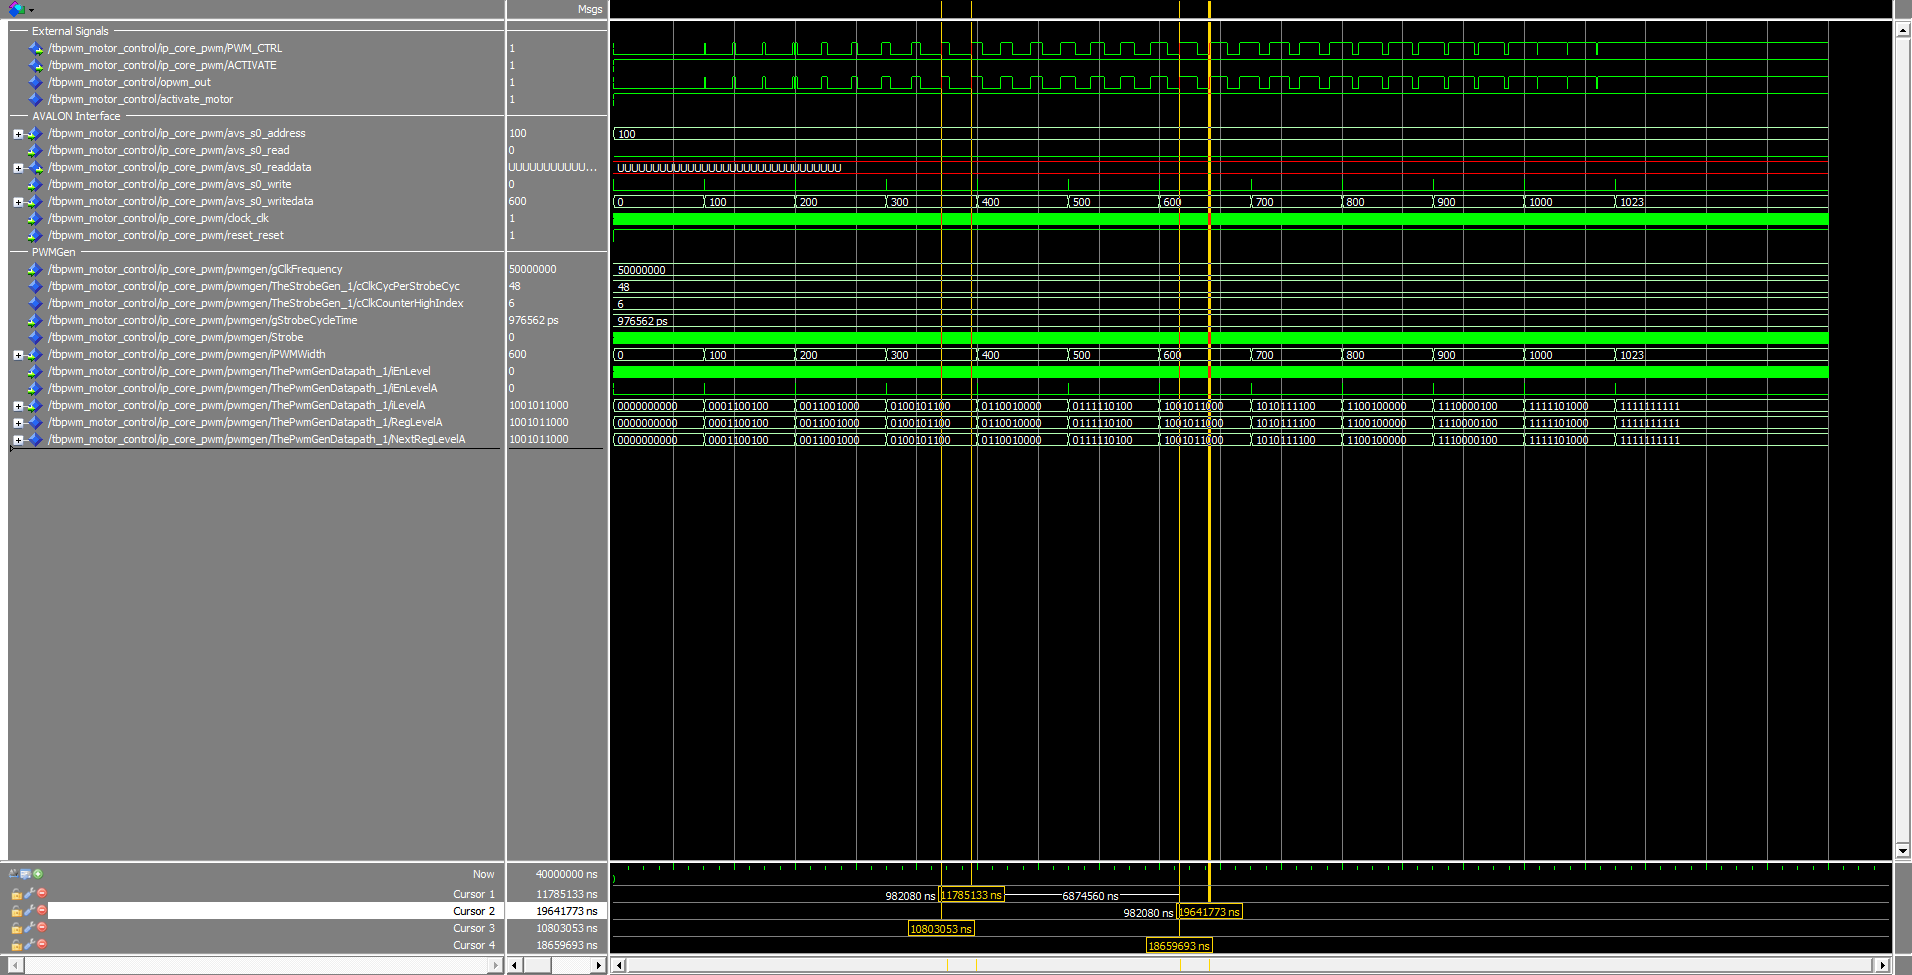 Msgs
External Signals
/tbpwm_motor_control/ip_core_pwm/PWM_CTRL 1
/tbpwm_motor_control/ip_core_pwm/ACTIVATE 1
/tbpwm_motor_control/opwm_out 1
/tbpwm_motor_control/activate_motor 1
AVALON Interface
/tbpwm_motor_control/ip_core_pwm/avs_s0_address 100 100
/tbpwm_motor_control/ip_core_pwm/avs_s0_read 0
/tbpwm_motor_control/ip_core_pwm/avs_s0_readdata UUUUUUUUUUU... UUUUUUUUUUUUUUUUUUUUUUUUUUUUUUUU
/tbpwm_motor_control/ip_core_pwm/avs_s0_write 0
/tbpwm_motor_control/ip_core_pwm/avs_s0_writedata 600 0 100 200 300 400 500 600 700 800 900 1000 1023
/tbpwm_motor_control/ip_core_pwm/clock_clk 1
/tbpwm_motor_control/ip_core_pwm/reset_reset 1
PWMGen
/tbpwm_motor_control/ip_core_pwm/pwmgen/gClkFrequency 50000000 50000000
/tbpwm_motor_control/ip_core_pwm/pwmgen/TheStrobeGen_1/cClkCycPerStrobeCyc 48 48
/tbpwm_motor_control/ip_core_pwm/pwmgen/TheStrobeGen_1/cClkCounterHighIndex 6 6
/tbpwm_motor_control/ip_core_pwm/pwmgen/gStrobeCycleTime 976562 ps 976562 ps
/tbpwm_motor_control/ip_core_pwm/pwmgen/Strobe 0
/tbpwm_motor_control/ip_core_pwm/pwmgen/iPWMWidth 600 0 100 200 300 400 500 600 700 800 900 1000 1023
/tbpwm_motor_control/ip_core_pwm/pwmgen/ThePwmGenDatapath_1/iEnLevel 0
/tbpwm_motor_control/ip_core_pwm/pwmgen/ThePwmGenDatapath_1/iEnLevelA 0
/tbpwm_motor_control/ip_core_pwm/pwmgen/ThePwmGenDatapath_1/iLevelA 1001011000 0000000000 0001100100 0011001000 0100101100 0110010000 0111110100 1001011000 1010111100 1100100000 1110000100 1111101000 1111111111
/tbpwm_motor_control/ip_core_pwm/pwmgen/ThePwmGenDatapath_1/RegLevelA 1001011000 0000000000 0001100100 0011001000 0100101100 0110010000 0111110100 1001011000 1010111100 1100100000 1110000100 1111101000 1111111111
/tbpwm_motor_control/ip_core_pwm/pwmgen/ThePwmGenDatapath_1/NextRegLevelA 1001011000 0000000000 0001100100 0011001000 0100101100 0110010000 0111110100 1001011000 1010111100 1100100000 1110000100 1111101000 1111111111
Now 40000000 ns
Cursor 1 11785133 ns 982080 ns 11785133 ns 6874560 ns
Cursor 2 19641773 ns 982080 ns 19641773 ns
Cursor 3 10803053 ns 10803053 ns
Cursor 4 18659693 ns 18659693 ns